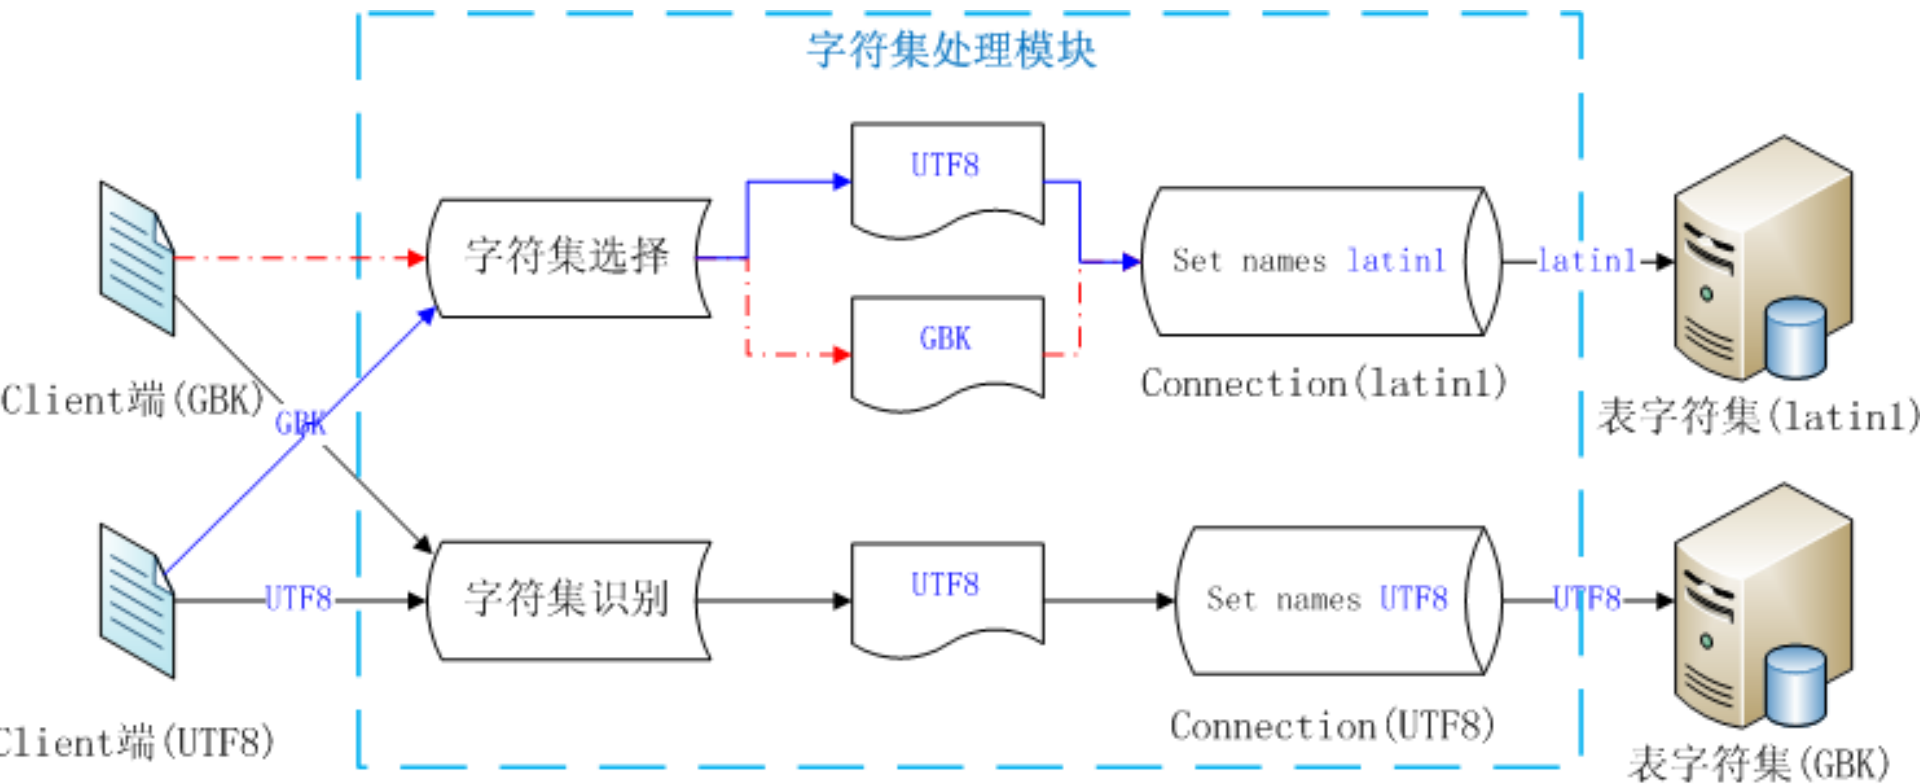 字符集处理模块
UTF8
字符集选择
Set names latin1
latin1
GBK
Client端(GBK)
Connection(latin1)
表字符集(latin1)
GBK
UTF8
字符集识别
UTF8
Set names UTF8
UTF8
Client端(UTF8)
Connection(UTF8)
表字符集(GBK)